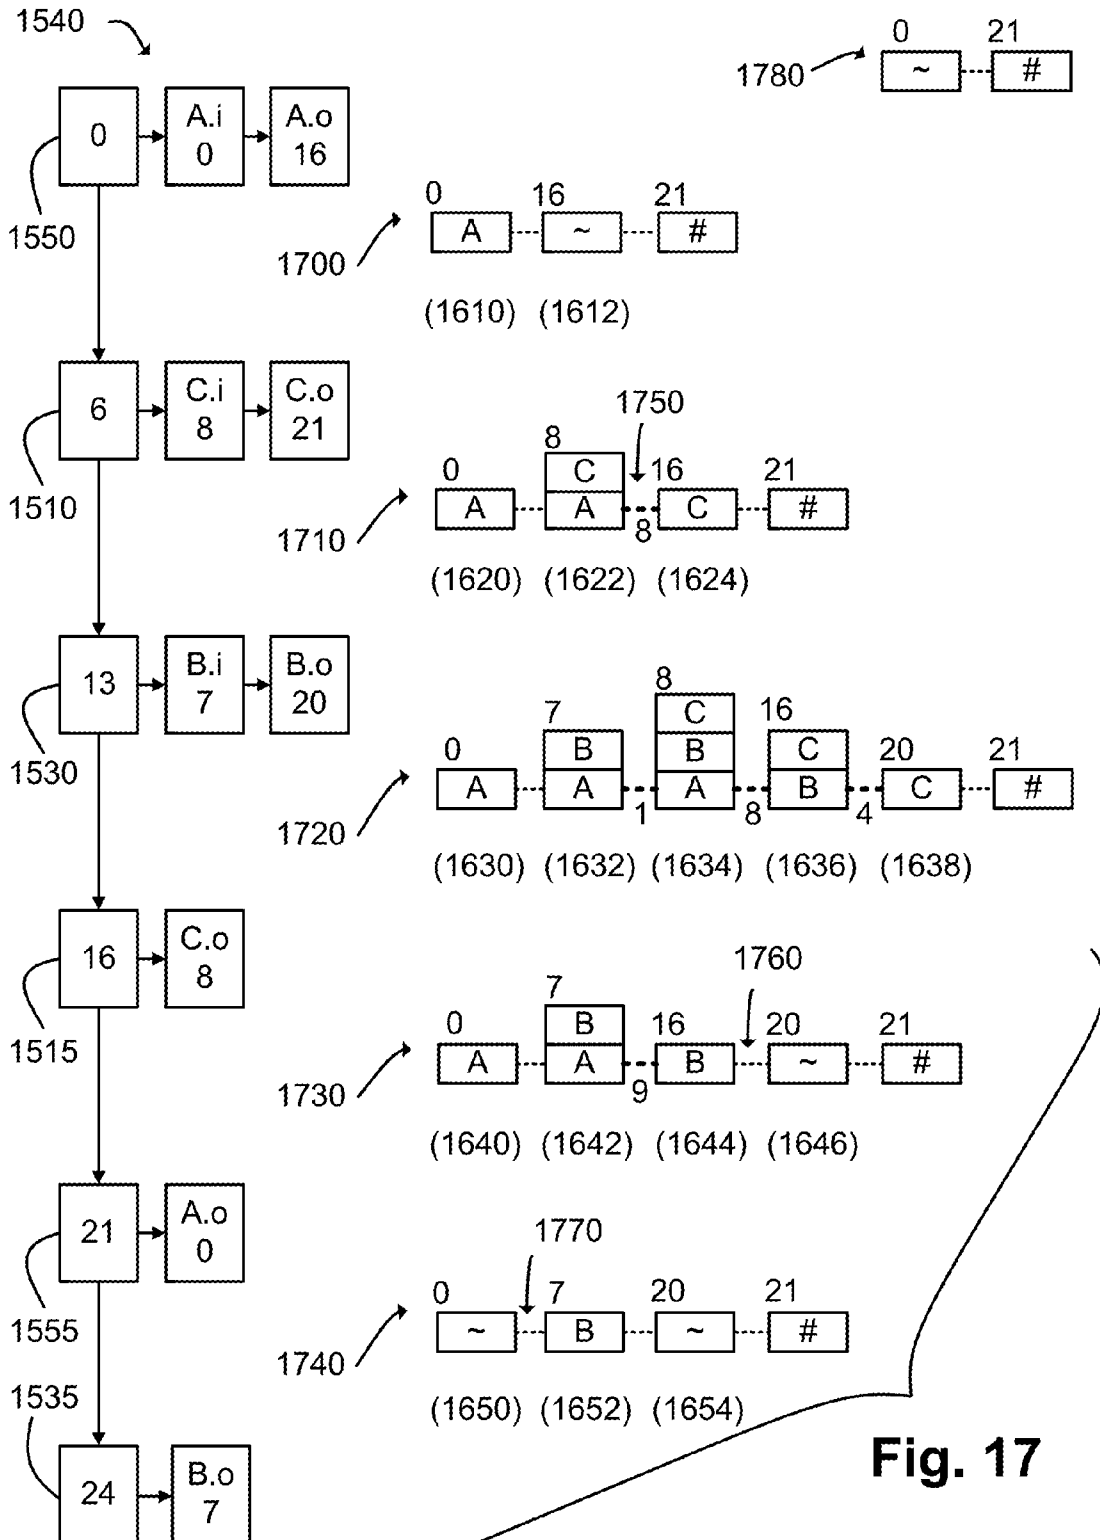 1540
0 21
1780 ~ #
0 A.i 0 A.o 16
1550
0 16 21
A ~ #
1700
(1610) (1612)
6 C.i 8 C.o 21
1510
1750
0 8 16 21
C
A A C #
8
1710
(1620) (1622) (1624)
13 B.i 7 B.o 20
1530
0 7 8 16 20 21
C
B B C
A A A B C #
1 8 4
1720
(1630) (1632) (1634) (1636) (1638)
16 C.o 8
1515
1760
0 7 16 20 21
B
A A B ~ #
9
1730
(1640) (1642) (1644) (1646)
21 A.o 0
1555
1770
0 7 20 21
~ B ~ #
1740
(1650) (1652) (1654)
1535
24 B.o 7
Fig. 17